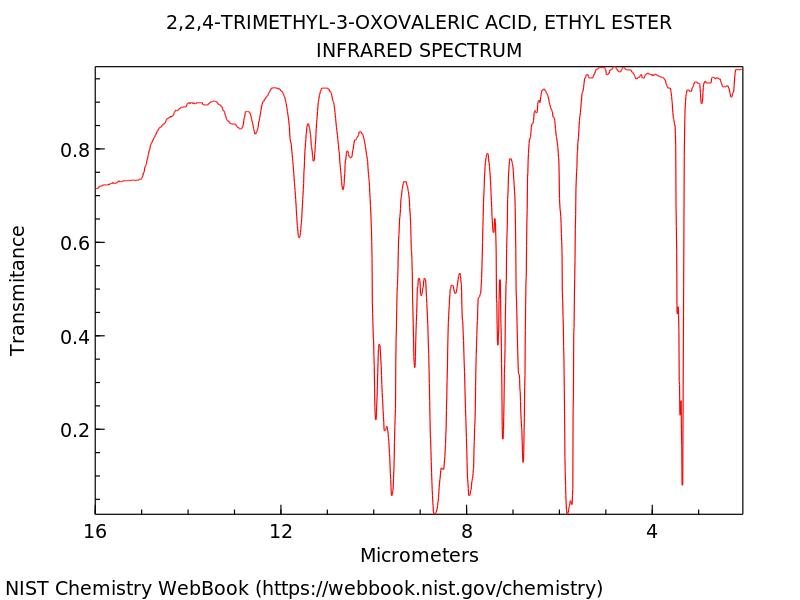 2,2,4-TRIMETHYL-3-OXOVALERIC ACID, ETHYL ESTER
INFRARED SPECTRUM
Transmitance
0.8
0.6
0.4
0.2
16 12 8 4
Micrometers
NIST Chemistry WebBook (https://webbook.nist.gov/chemistry)